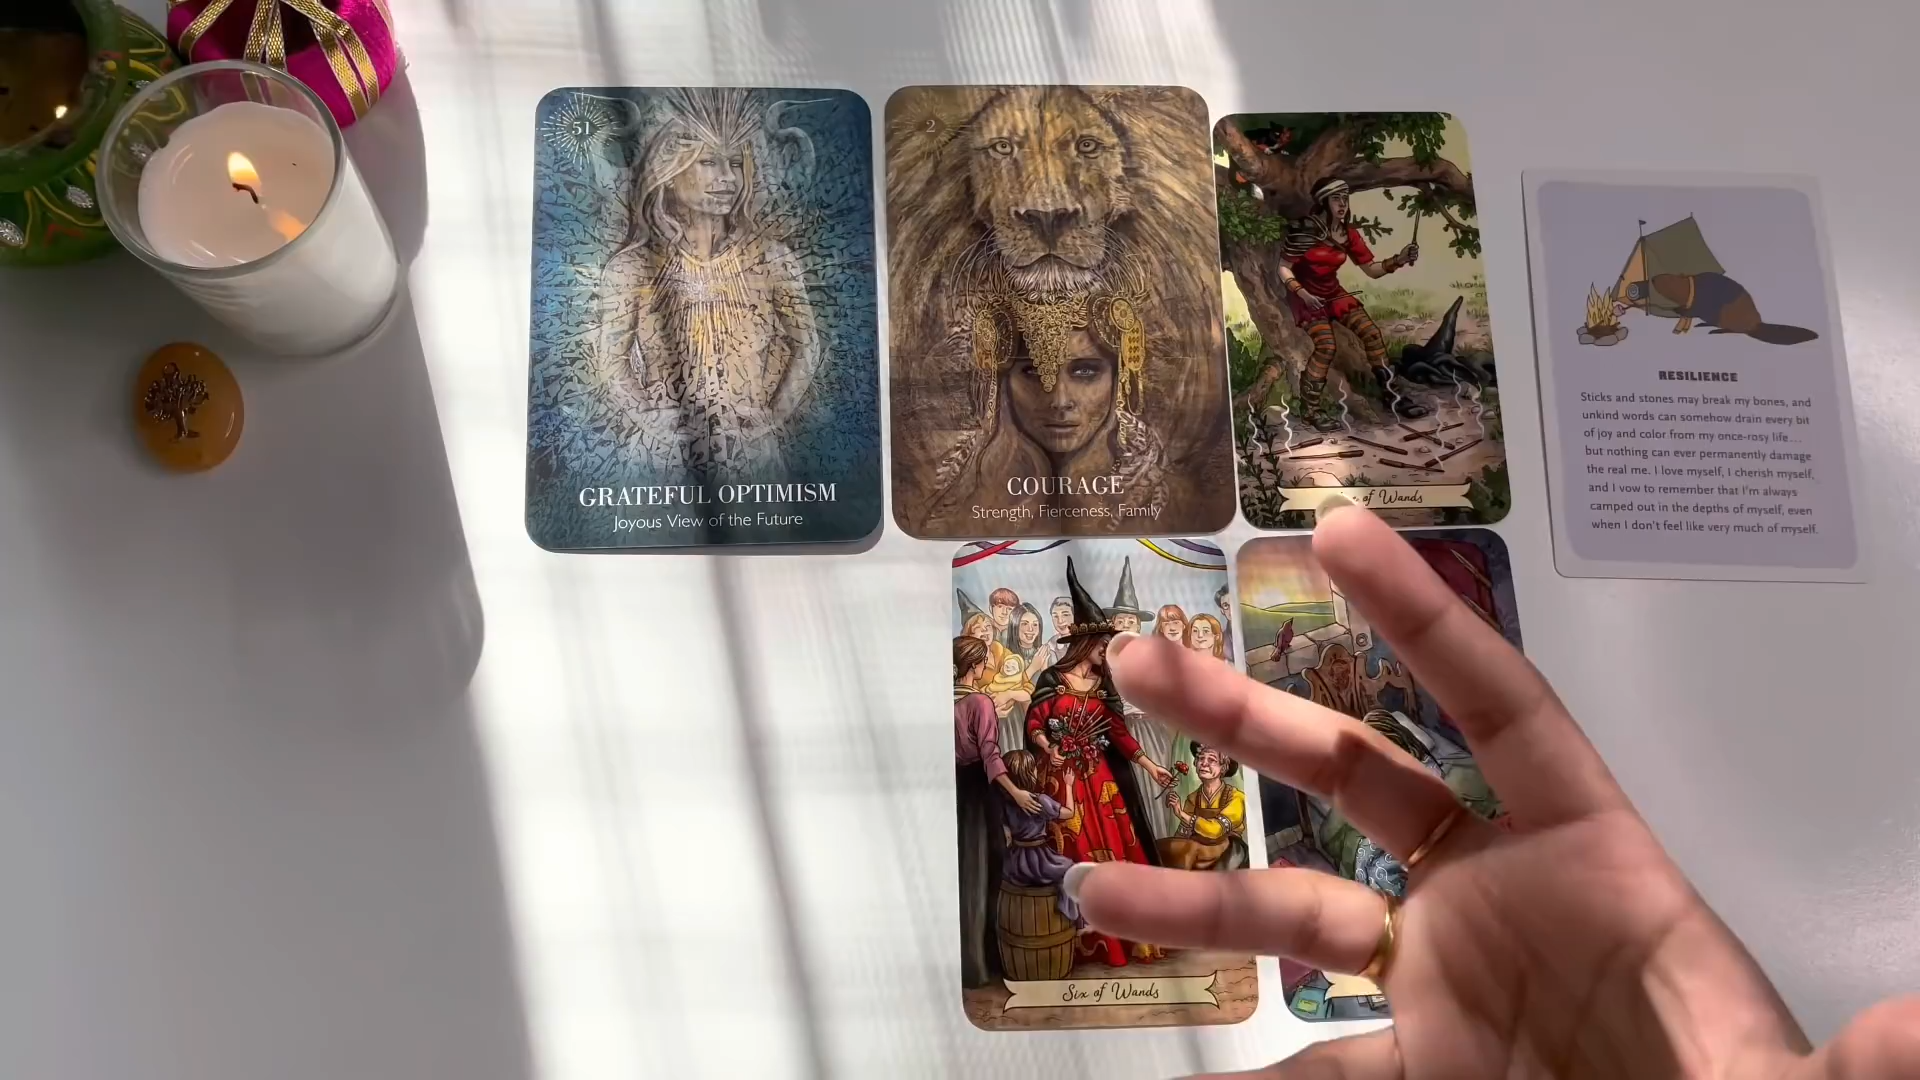 51
GRATEFUL OPTIMISM
Joyous View of the Future
2
COURAGE
Strength, Fierceness, Family
of Wands
RESILIENCE
Sticks and stones may break my bones, and
unkind words can somehow drain every bit
of joy and color from my once-rosy life...
but nothing can ever permanently damage
the real me. I love myself, I cherish myself,
and I vow to remember that I'm always
camped out in the depths of myself, even
when I don't feel like very much of myself.
Six of Wands